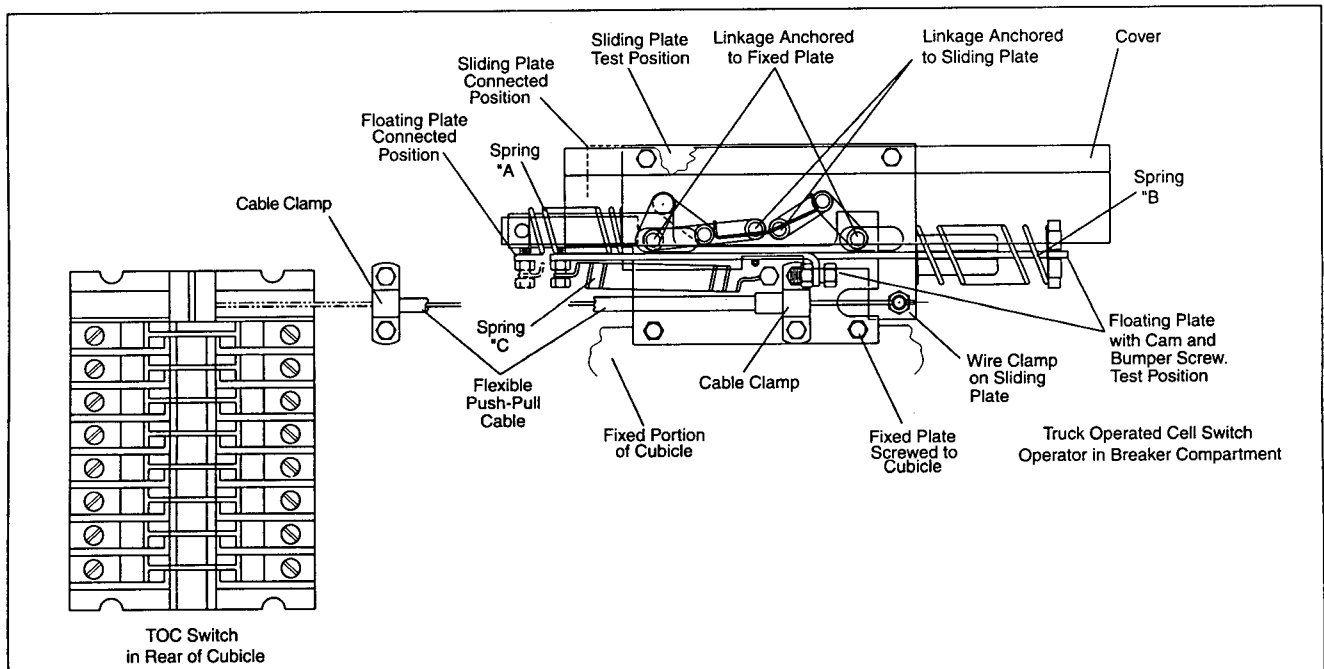 Sliding Plate
Test Position
Linkage Anchored
to Fixed Plate
Linkage Anchored
to Sliding Plate
Cover
Sliding Plate
Connected
Position
Floating Plate
Connected
Position
Spring
"A
Spring
"B
Cable Clamp
Spring
"C
Flexible
Push-Pull
Cable
Cable Clamp
Wire Clamp
on Sliding
Plate
Floating Plate
with Cam and
Bumper Screw.
Test Position
Fixed Portion
of Cubicle
Fixed Plate
Screwed to
Cubicle
Truck Operated Cell Switch
Operator in Breaker Compartment
TOC Switch
in Rear of Cubicle